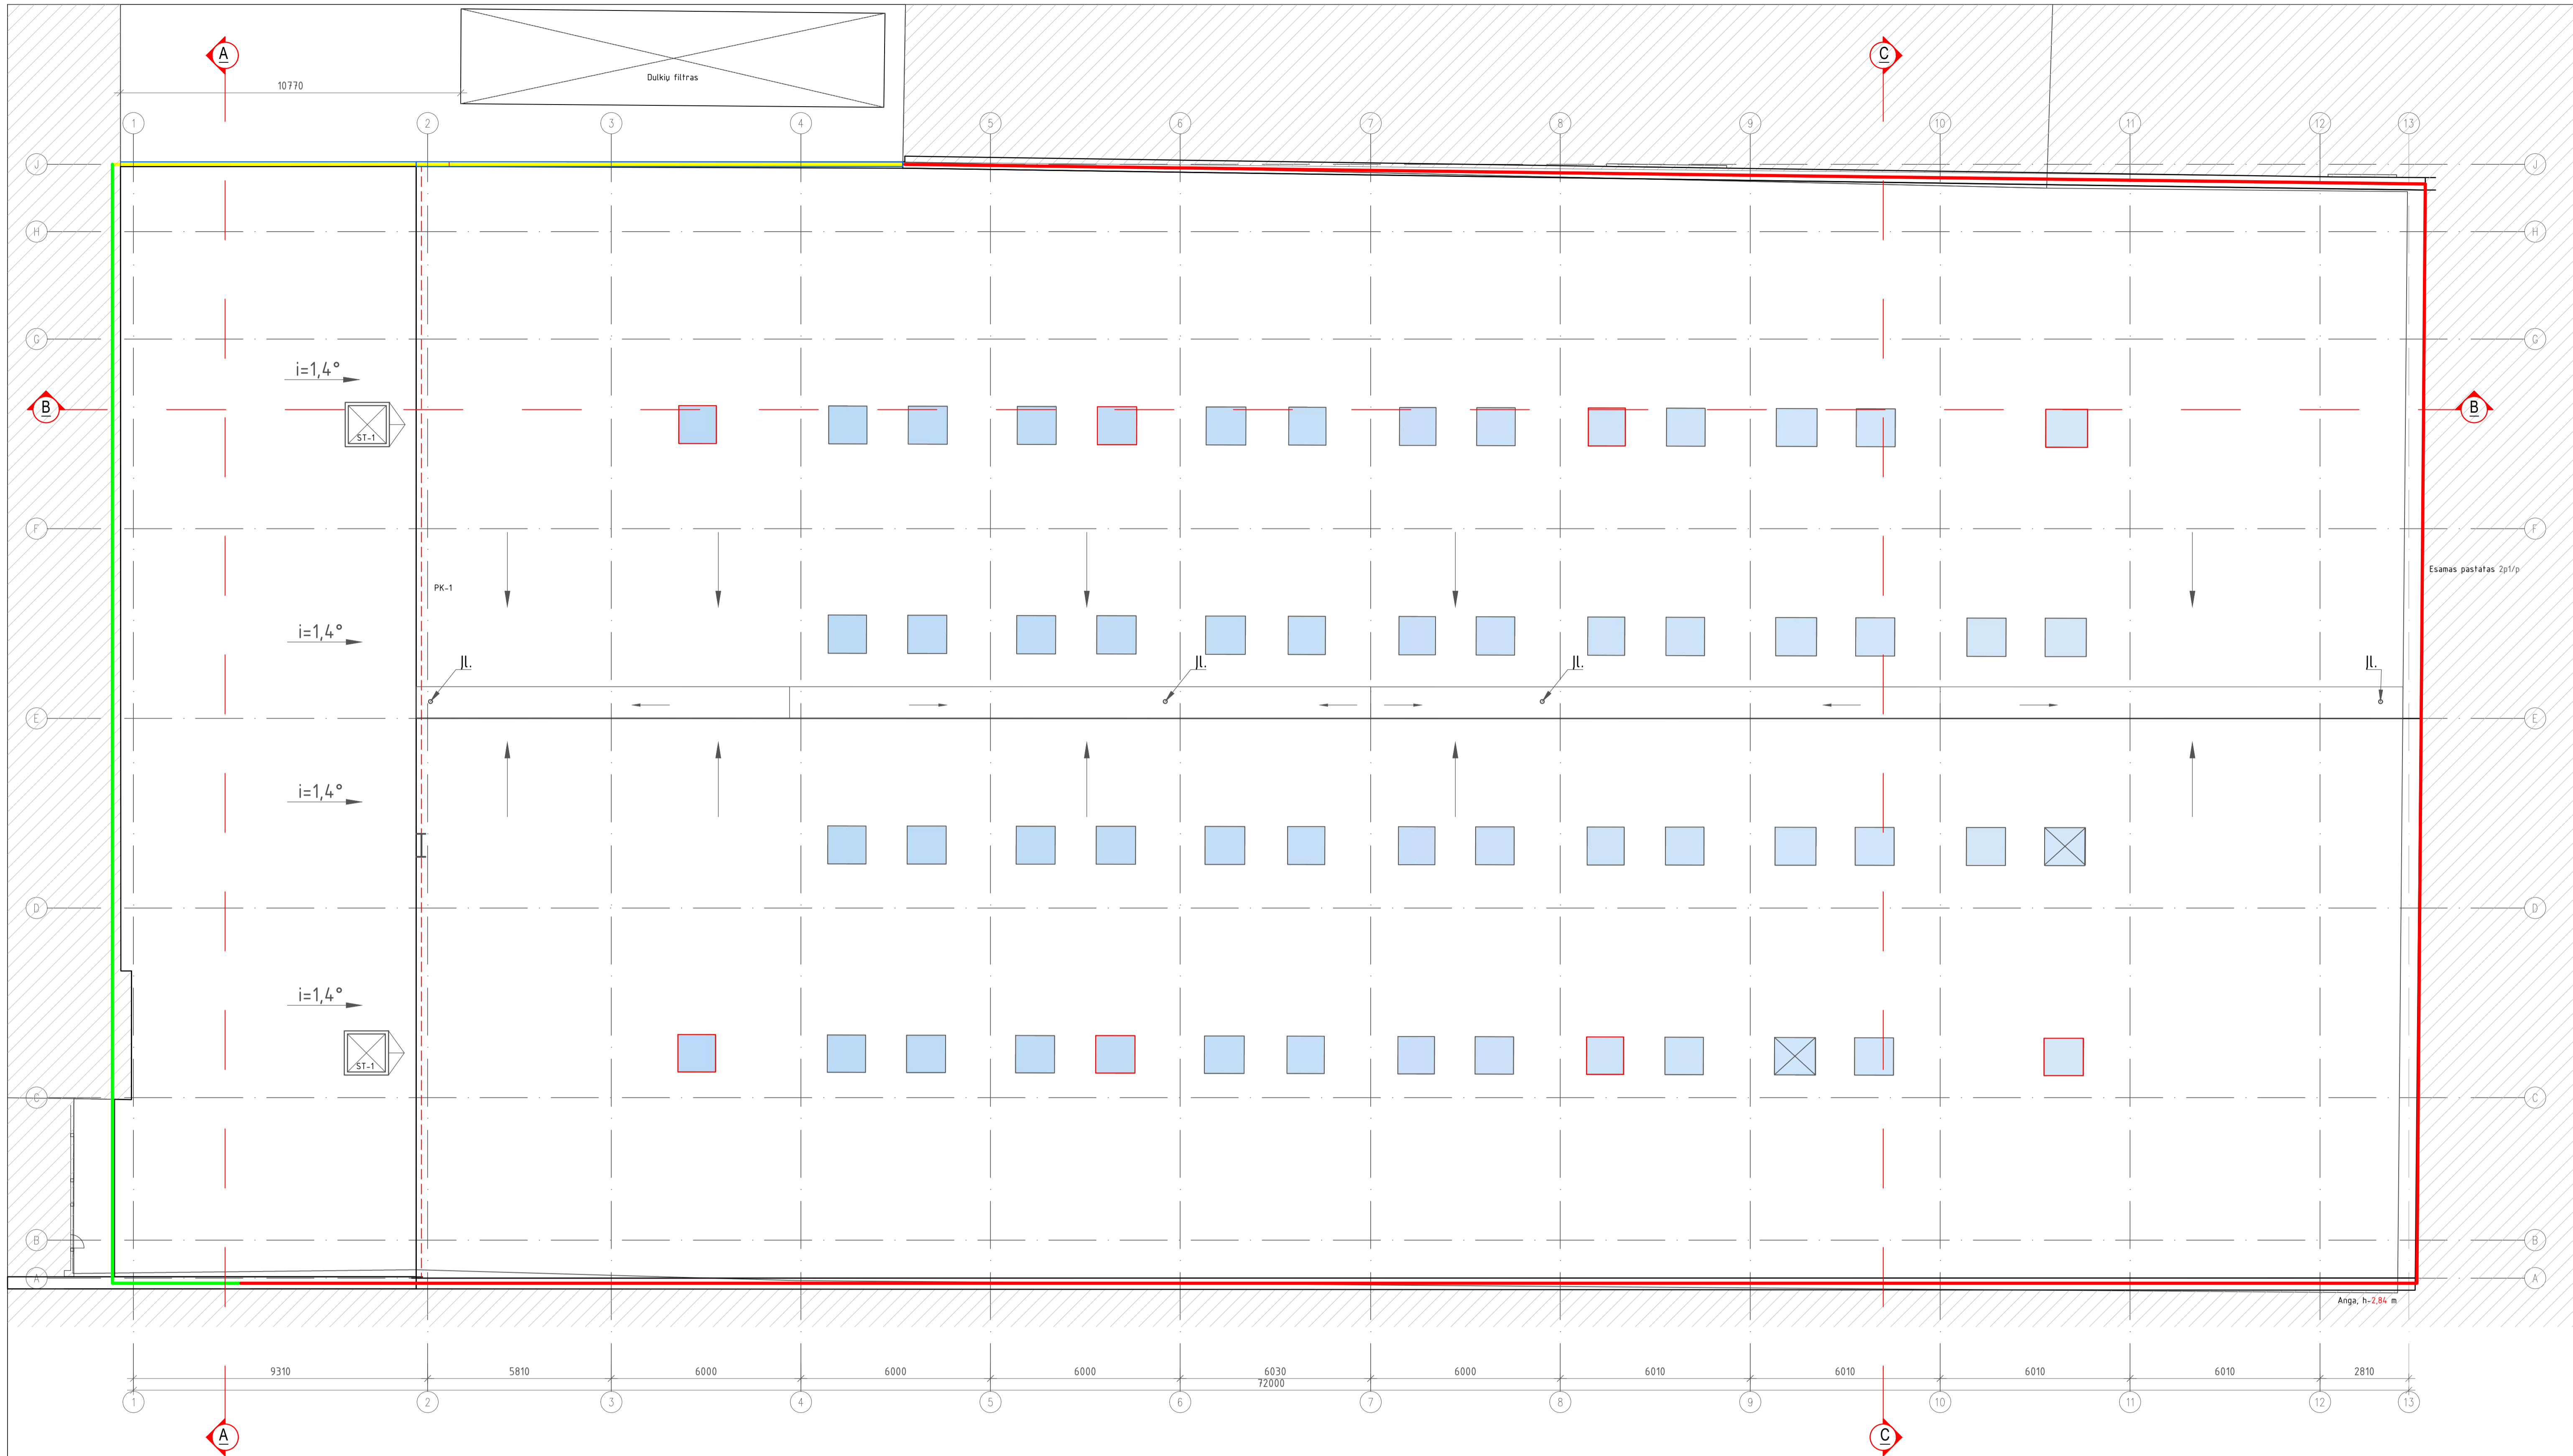 A
C
Dulkių filtras
10770
1 2 3 4 5 6 7 8 9 10 11 12 13
J J
H H
G G
i=1,4°
B B
ST-1
F F
Esamas pastatas 2p1/p
PK-1
i=1,4°
Jl. Jl. Jl. Jl.
E E
i=1,4°
D D
i=1,4°
ST-1
C C
B B
A A
Anga, h-2,84 m
9310 5810 6000 6000 6000 6030 6000 6010 6010 6010 6010 2810
72000
1 2 3 4 5 6 7 8 9 10 11 12 13
A
C